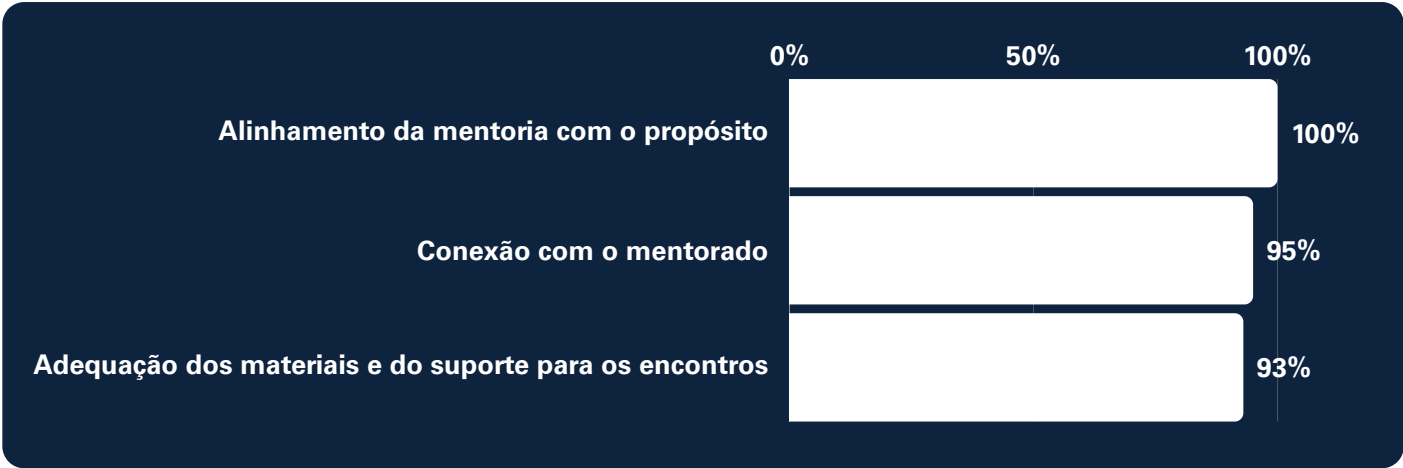 0% 50% 100%
Alinhamento da mentoria com o propósito 100%
Conexão com o mentorado 95%
Adequação dos materiais e do suporte para os encontros 93%